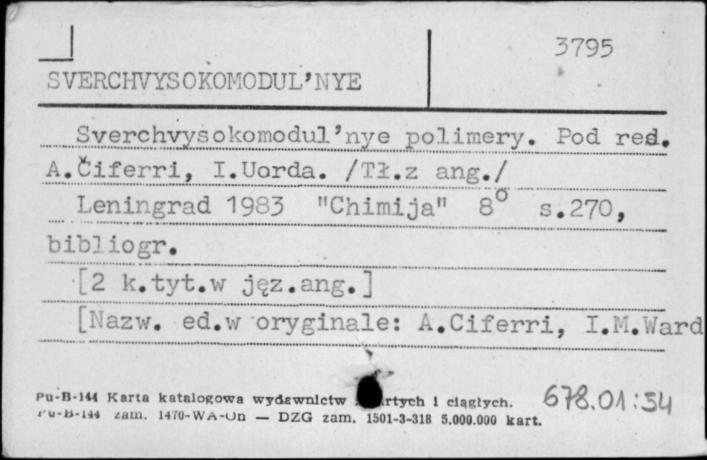 3795
SVERCHVYSOKOMODUL'NYE
Sverchvysokomodul'nye polimery. Pod red.
A.Čiferri, I.Uorda. /Tł.z ang./
Leningrad 1983 "Chimija" 8° s.270,
bibliogr.
[2 k.tyt.w jęz.ang.]
[Nazw. ed.w oryginale: A.Ciferri, I.M.Ward
Pu-B-144 Karta katalogowa wydawnictw rtych i ciągłych.
678.01:54
Pu-B-144 zam. 1470-WA-Un — DZG zam. 1501-3-318 5.000.000 kart.